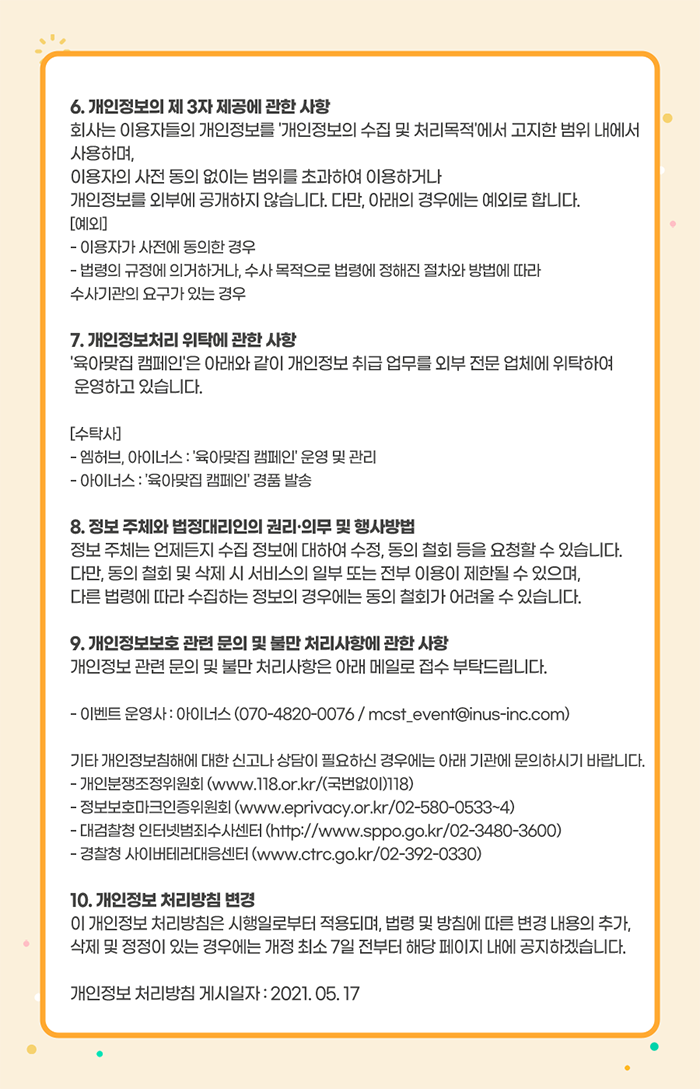 6. 개인정보의 제 3자 제공에 관한 사항
회사는 이용자들의 개인정보를 '개인정보의 수집 및 처리목적'에서 고지한 범위 내에서
사용하며,
이용자의 사전 동의 없이는 범위를 초과하여 이용하거나
개인정보를 외부에 공개하지 않습니다. 다만, 아래의 경우에는 예외로 합니다.
[예외]
- 이용자가 사전에 동의한 경우
- 법령의 규정에 의거하거나, 수사 목적으로 법령에 정해진 절차와 방법에 따라
수사기관의 요구가 있는 경우
7. 개인정보처리 위탁에 관한 사항
'육아맞집 캠페인'은 아래와 같이 개인정보 취급 업무를 외부 전문 업체에 위탁하여
운영하고 있습니다.
[수탁사]
- 엠허브, 아이너스 : '육아맞집 캠페인' 운영 및 관리
- 아이너스 : '육아맞집 캠페인' 경품 발송
8. 정보 주체와 법정대리인의 권리·의무 및 행사방법
정보 주체는 언제든지 수집 정보에 대하여 수정, 동의 철회 등을 요청할 수 있습니다.
다만, 동의 철회 및 삭제 시 서비스의 일부 또는 전부 이용이 제한될 수 있으며,
다른 법령에 따라 수집하는 정보의 경우에는 동의 철회가 어려울 수 있습니다.
9. 개인정보보호 관련 문의 및 불만 처리사항에 관한 사항
개인정보 관련 문의 및 불만 처리사항은 아래 메일로 접수 부탁드립니다.
- 이벤트 운영사 : 아이너스 (070-4820-0076 / mcst_event@inus-inc.com)
기타 개인정보침해에 대한 신고나 상담이 필요하신 경우에는 아래 기관에 문의하시기 바랍니다.
- 개인분쟁조정위원회 (www.118.or.kr/(국번없이)118)
- 정보보호마크인증위원회 (www.eprivacy.or.kr/02-580-0533~4)
- 대검찰청 인터넷범죄수사센터 (http://www.sppo.go.kr/02-3480-3600)
- 경찰청 사이버테러대응센터 (www.ctrc.go.kr/02-392-0330)
10. 개인정보 처리방침 변경
이 개인정보 처리방침은 시행일로부터 적용되며, 법령 및 방침에 따른 변경 내용의 추가,
삭제 및 정정이 있는 경우에는 개정 최소 7일 전부터 해당 페이지 내에 공지하겠습니다.
개인정보 처리방침 게시일자 : 2021. 05. 17